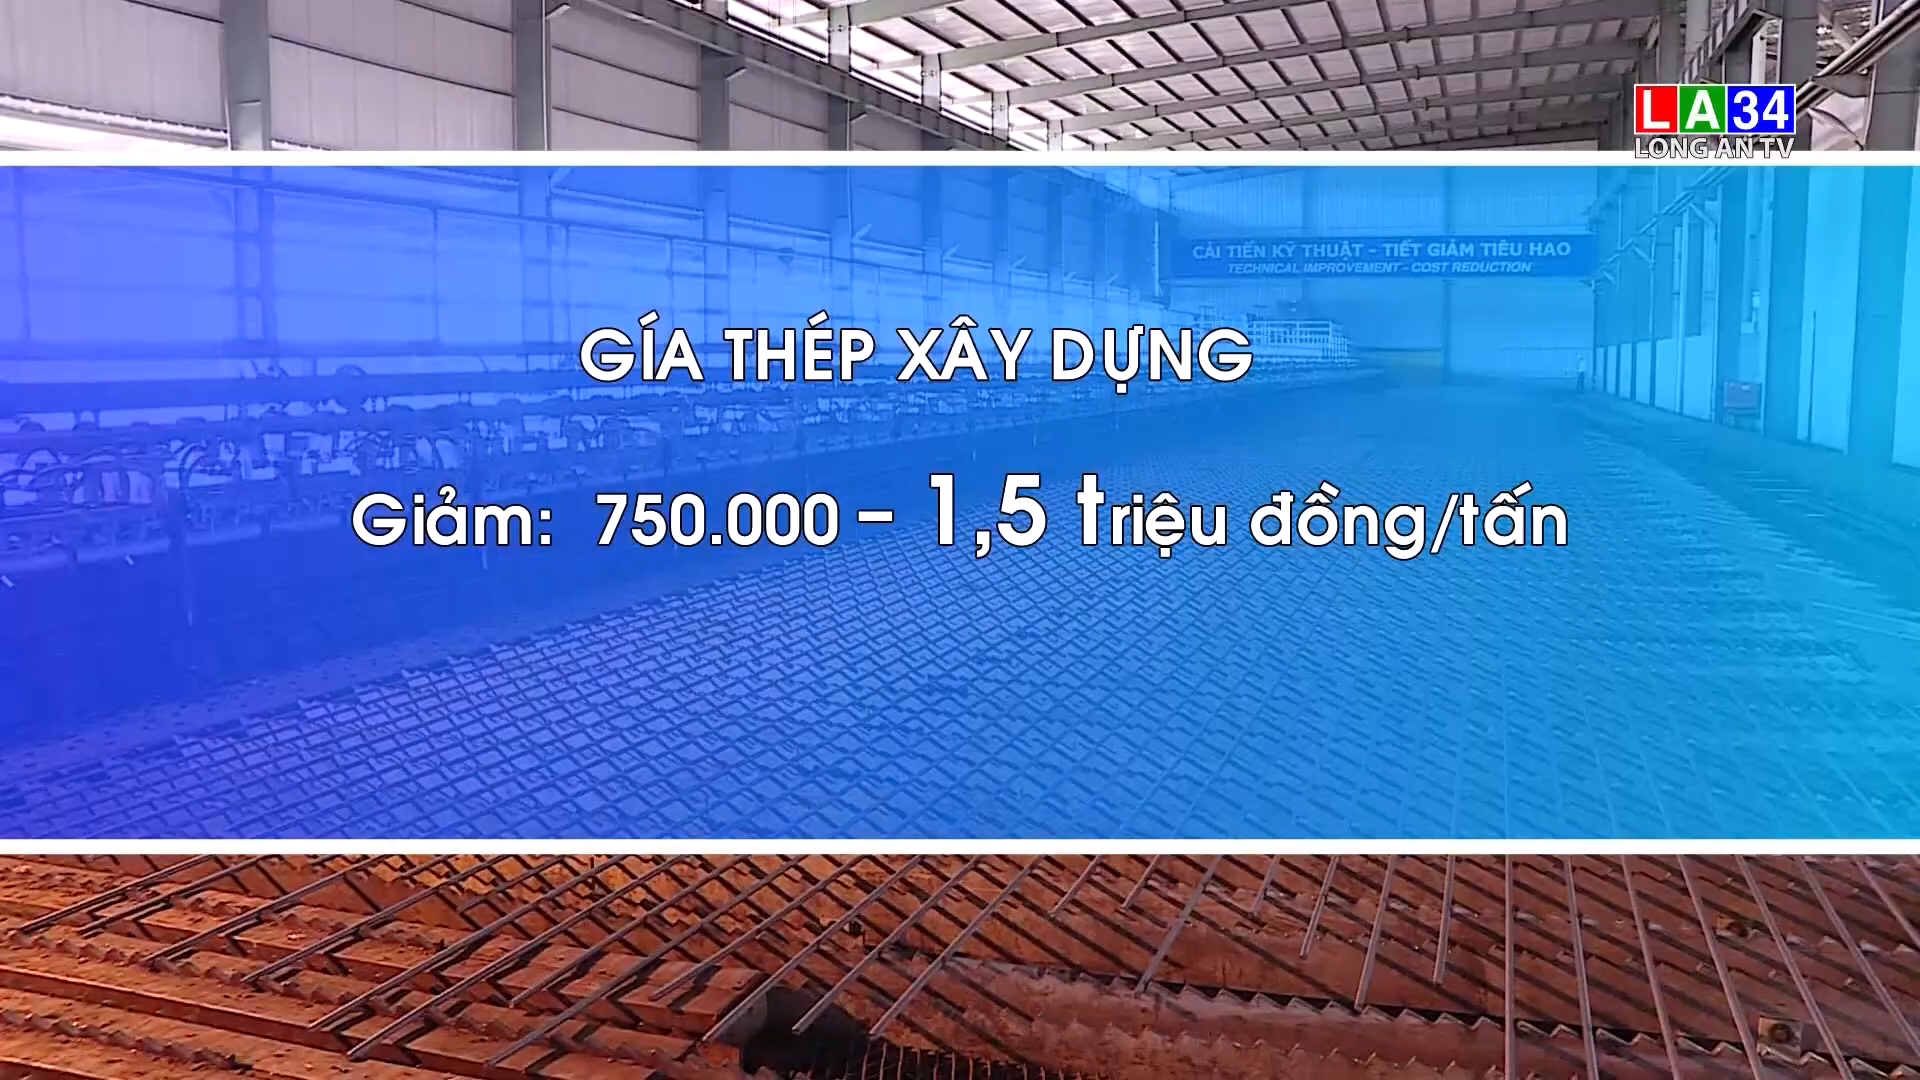 LA34
LONG AN TV
CẢI TIẾN KỸ THUẬT - TIẾT GIẢM TIÊU HAO
TECHNICAL IMPROVEMENT - COST REDUCTION
GÍA THÉP XÂY DỰNG
Giảm: 750.000 – 1,5 triệu đồng/tấn